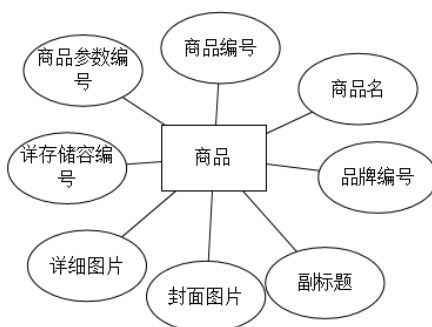 商品编号
商品参数编
号
商品名
商品
详存储容编
号
品牌编号
详细图片
副标题
封面图片